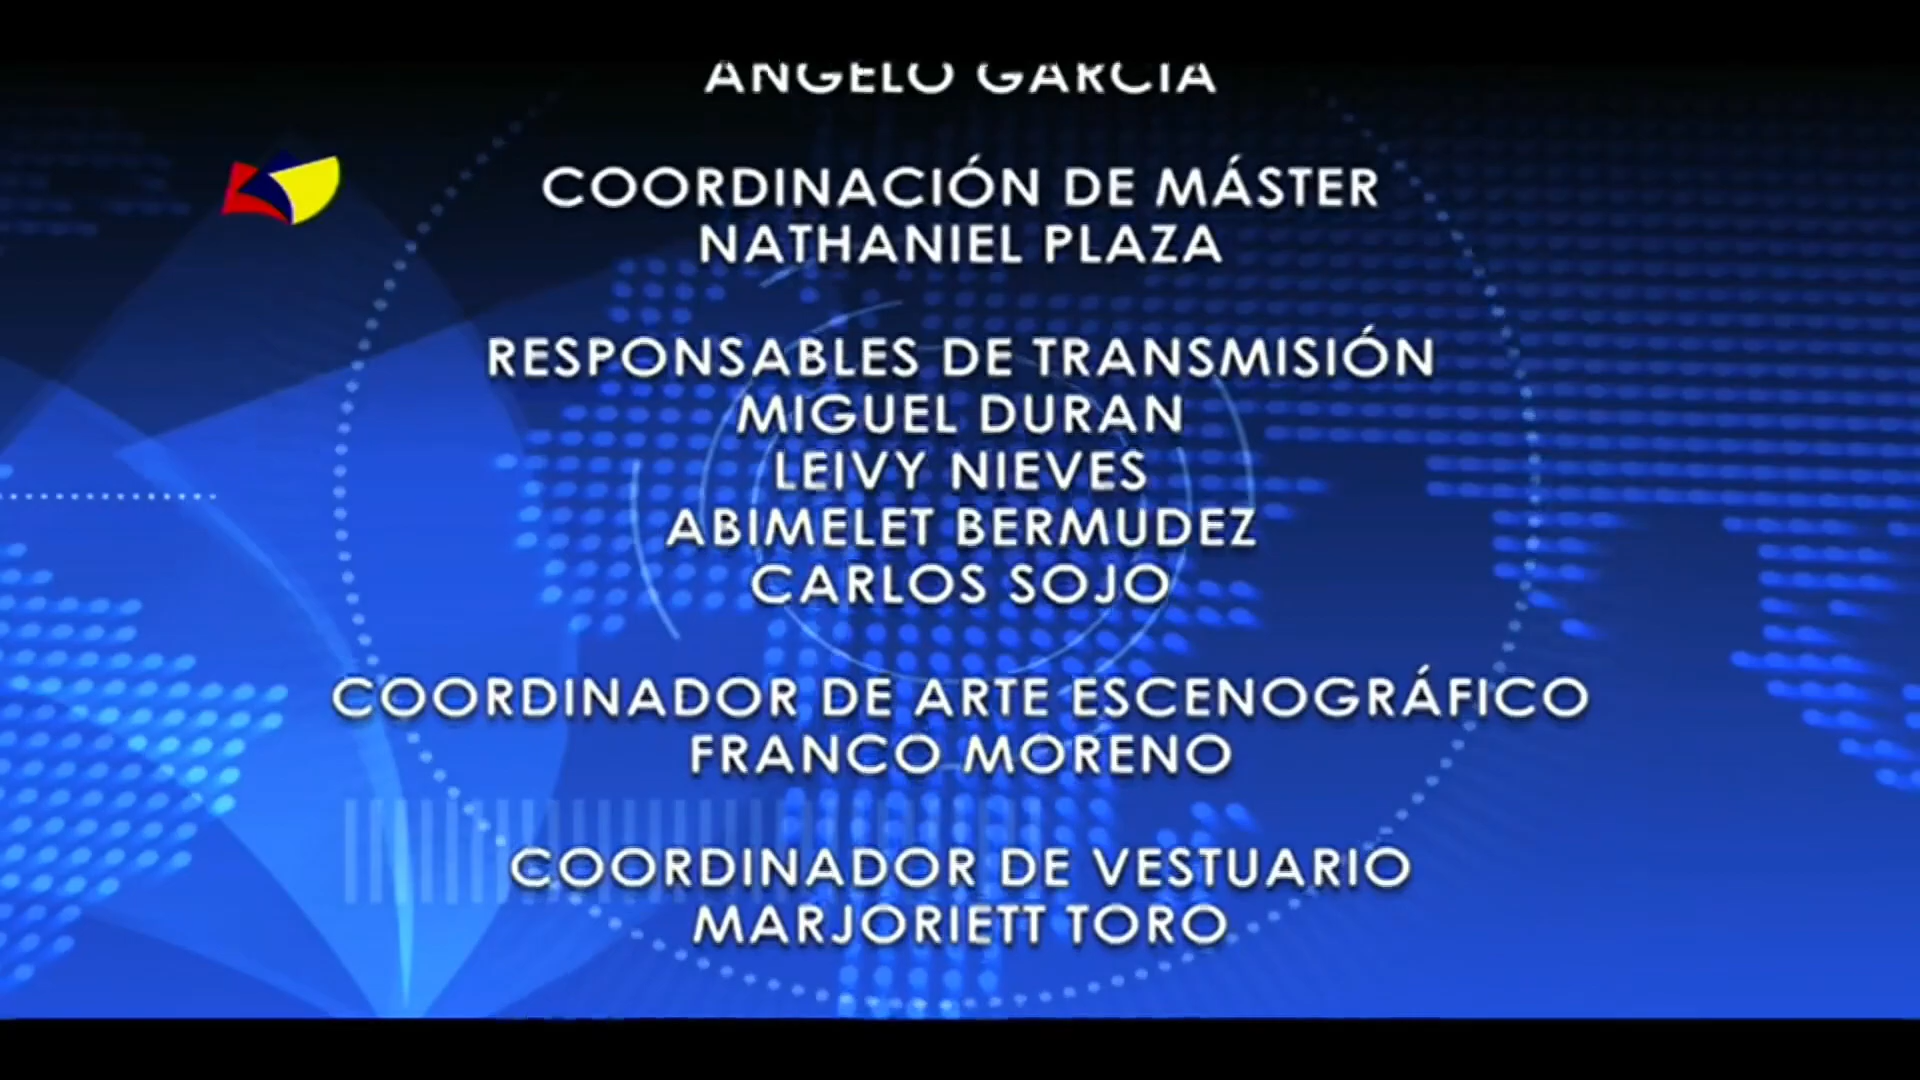 ANGELO GARCIA
COORDINACIÓN DE MÁSTER
NATHANIEL PLAZA
RESPONSABLES DE TRANSMISIÓN
MIGUEL DURAN
LEIVY NIEVES
ABIMELET BERMUDEZ
CARLOS SOJO
COORDINADOR DE ARTE ESCENOGRÁFICO
FRANCO MORENO
COORDINADOR DE VESTUARIO
MARJORIETT TORO